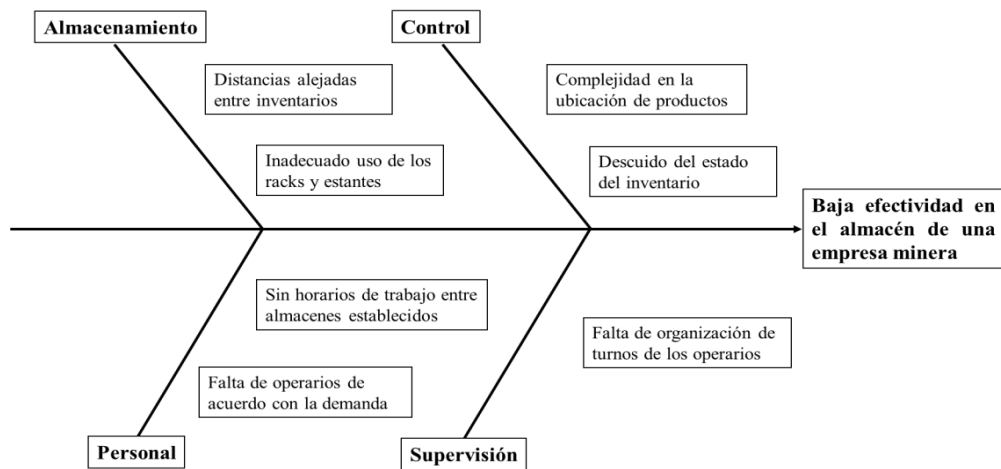 Almacenamiento
Control
Distancias alejadas
entre inventarios
Complejidad en la
ubicación de productos
Inadecuado uso de los
racks y estantes
Descuido del estado
del inventario
Baja efectividad en
el almacén de una
empresa minera
Sin horarios de trabajo entre
almacenes establecidos
Falta de organización de
turnos de los operarios
Falta de operarios de
acuerdo con la demanda
Personal
Supervisión